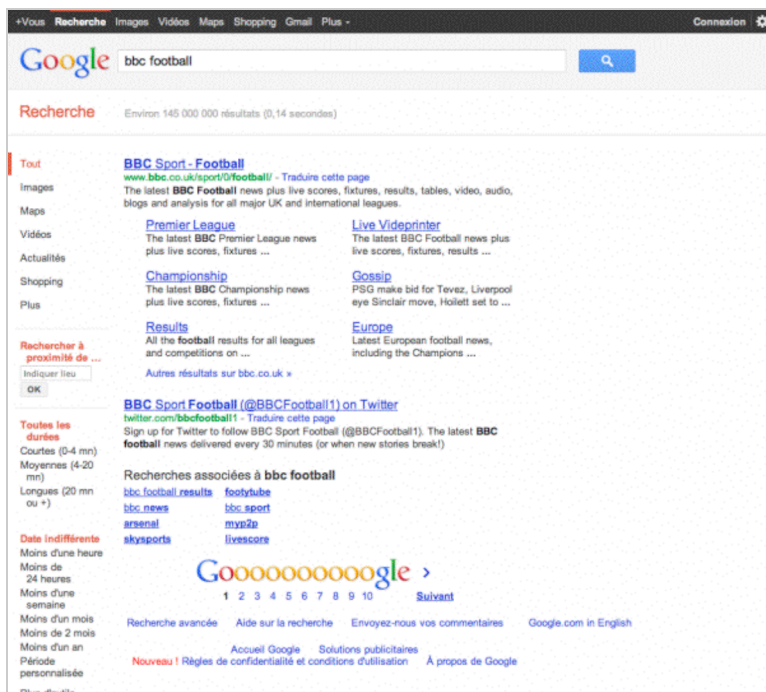 +Vous Recherche Images Vidéos Maps Shopping Gmail Plus
Connexion
Google
bbc football
Recherche
Environ 145 000 000 résultats (0,14 secondes)
Tout
Images
Maps
Vidéos
Actualités
Shopping
Plus
Rechercher à
proximité de ...
Indiquer lieu
OK
Toutes les
durées
Courtes (0-4 mn)
Moyennes (4-20
mn)
Longues (20 mn
ou +)
Date indifférente
Moins d'une heure
Moins de
24 heures
Moins d'une
semaine
Moins d'un mois
Moins de 2 mois
Moins d'un an
Période
personnalisée
BBC Sport - Football
www.bbc.co.uk/sport/0/football/ - Traduire cette page
The latest BBC Football news plus live scores, fixtures, results, tables, video, audio,
blogs and analysis for all major UK and international leagues.
Premier League
The latest BBC Premier League news
plus live scores, fixtures ...
Live Videprinter
The latest BBC Football news plus
live scores, fixtures, results ...
Championship
The latest BBC Championship news
plus live scores, fixtures ...
Gossip
PSG make bid for Tevez, Liverpool
eye Sinclair move, Hoilett set to ...
Results
All the football results for all leagues
and competitions on ...
Europe
Latest European football news,
including the Champions ...
Autres résultats sur bbc.co.uk »
BBC Sport Football (@BBCFootball1) on Twitter
twitter.com/bbcfootball1 - Traduire cette page
Sign up for Twitter to follow BBC Sport Football (@BBCFootball1). The latest BBC
football news delivered every 30 minutes (or when new stories break!)
Recherches associées à bbc football
bbc football results footytube
bbc news bbc sport
arsenal myp2p
skysports livescore
Goooooooooogle >
1 2 3 4 5 6 7 8 9 10 Suivant
Recherche avancée Aide sur la recherche Envoyez-nous vos commentaires Google.com in English
Accueil Google Solutions publicitaires
Nouveau ! Règles de confidentialité et conditions d'utilisation À propos de Google